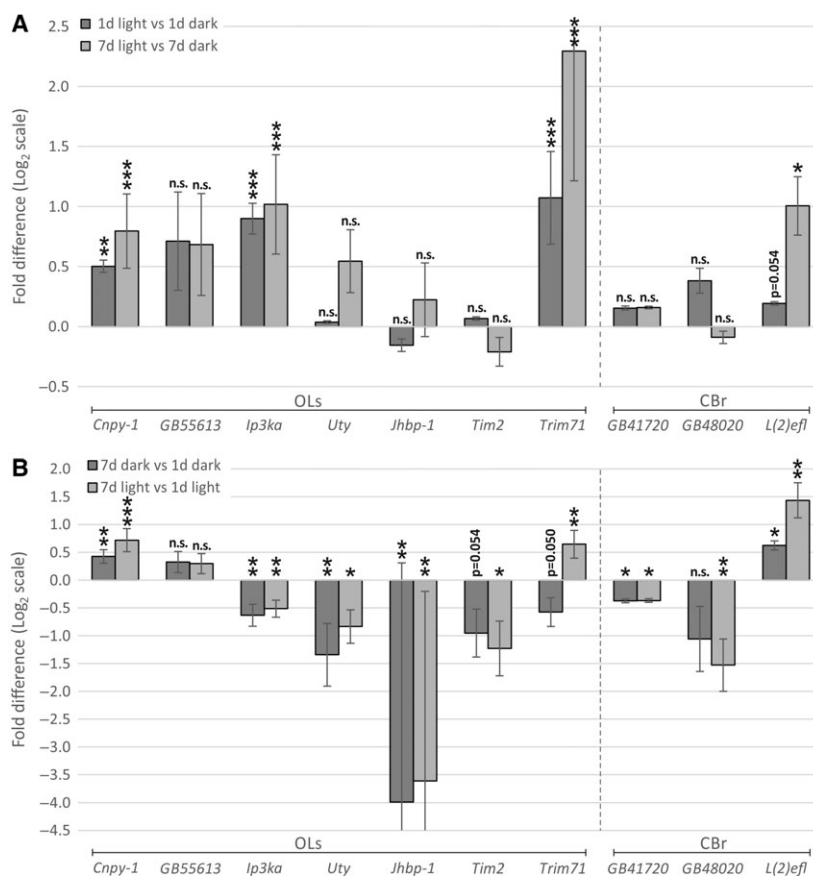 A
1d light vs 1d dark
7d light vs 7d dark
Fold difference (Log₂ scale)
2.5
2.0
1.5
1.0
0.5
0.0
−0.5
**
***
n.s.
n.s.
***
***
n.s.
n.s.
n.s.
n.s.
n.s.
n.s.
***
***
n.s.
n.s.
n.s.
n.s.
p=0.054
*
OLs
CBr
Cnpy-1 GB55613 Ip3ka Uty Jhbp-1 Tim2 Trim71 GB41720 GB48020 L(2)efl
B
7d dark vs 1d dark
7d light vs 1d light
Fold difference (Log₂ scale)
2.0
1.5
1.0
0.5
0.0
−0.5
−1.0
−1.5
−2.0
−2.5
−3.0
−3.5
−4.0
−4.5
**
***
n.s.
n.s.
**
**
**
*
**
**
p=0.054
*
p=0.050
**
*
*
n.s.
**
*
**
OLs
CBr
Cnpy-1 GB55613 Ip3ka Uty Jhbp-1 Tim2 Trim71 GB41720 GB48020 L(2)efl